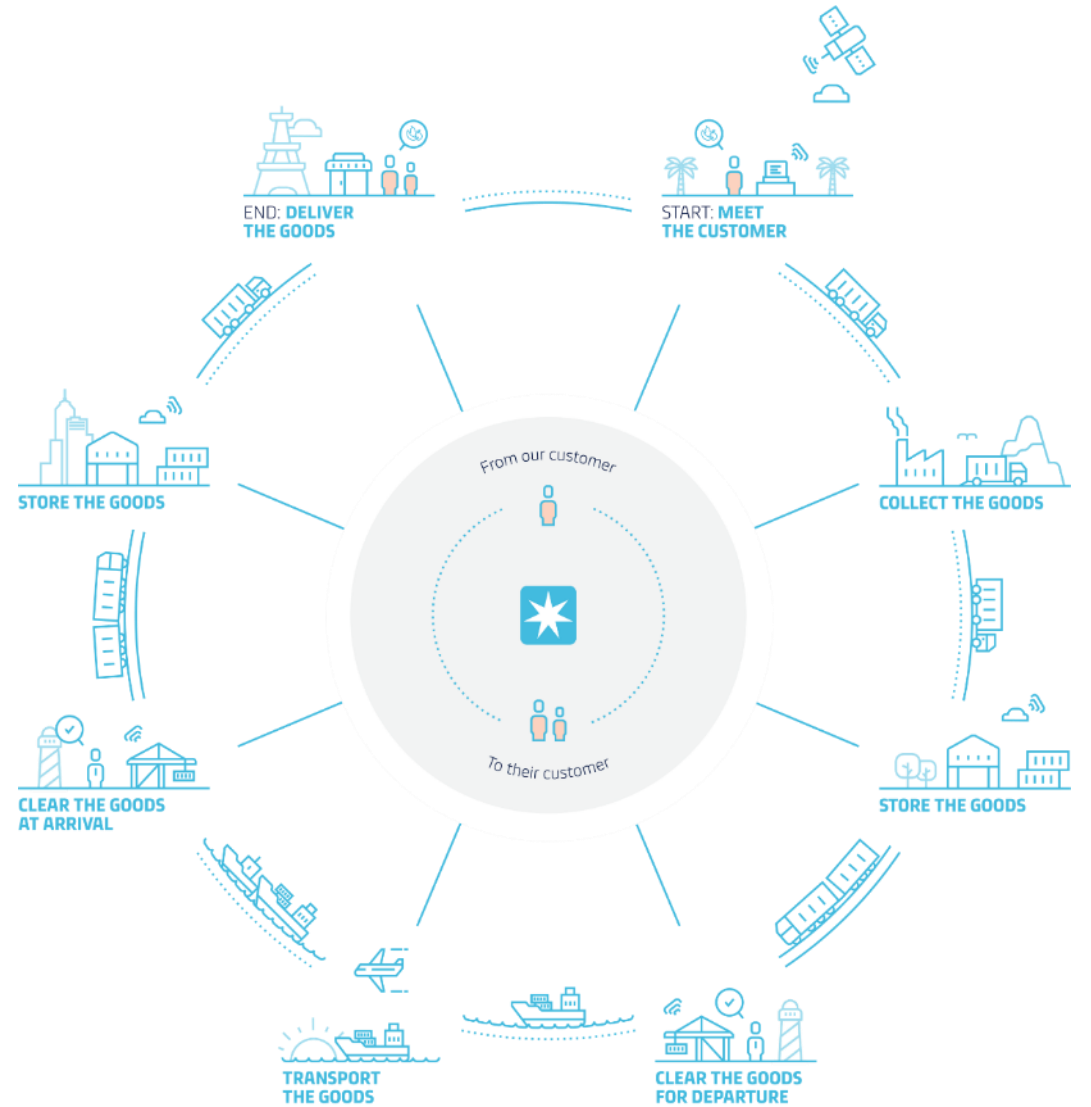 START: MEET
THE CUSTOMER
COLLECT THE GOODS
STORE THE GOODS
CLEAR THE GOODS
FOR DEPARTURE
TRANSPORT
THE GOODS
CLEAR THE GOODS
AT ARRIVAL
STORE THE GOODS
END: DELIVER
THE GOODS
From our customer
To their customer